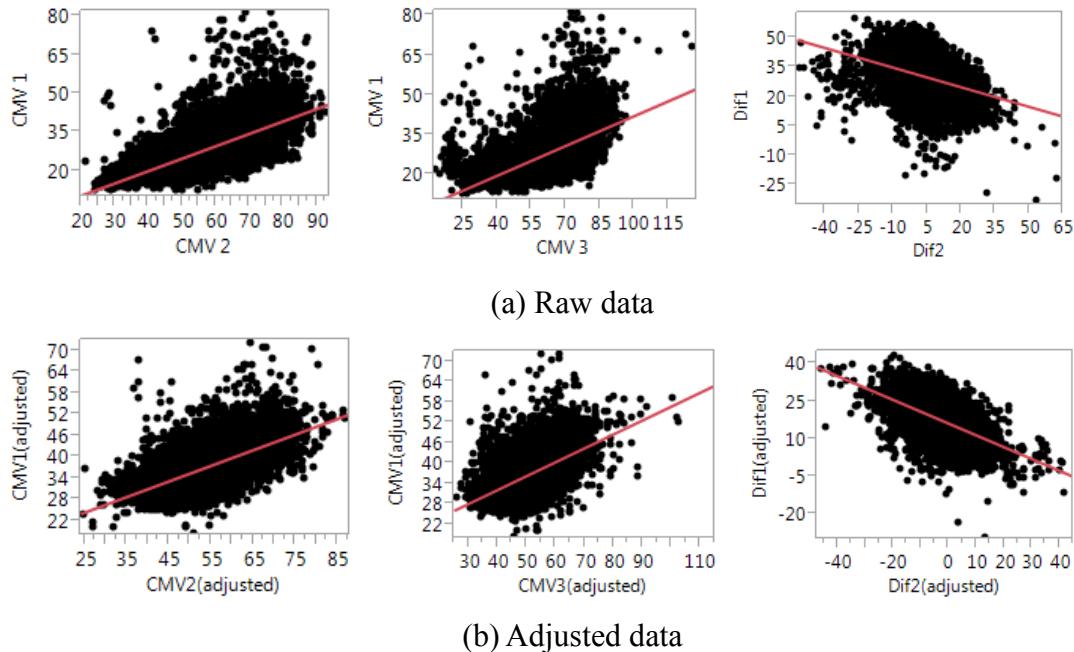 80
65
50
35
20
CMV 1
20 30 40 50 60 70 80 90
CMV 2
80
65
50
35
20
CMV 1
25 40 55 70 85 100 115
CMV 3
50
35
20
5
-10
-25
Dif1
-40 -25 -10 5 20 35 50 65
Dif2
(a) Raw data
70
64
58
52
46
40
34
28
22
CMV1(adjusted)
25 35 45 55 65 75 85
CMV2(adjusted)
70
64
58
52
46
40
34
28
22
CMV1(adjusted)
30 40 50 60 70 80 90 110
CMV3(adjusted)
40
25
10
-5
-20
Dif1(adjusted)
-40 -20 0 10 20 30 40
Dif2(adjusted)
(b) Adjusted data